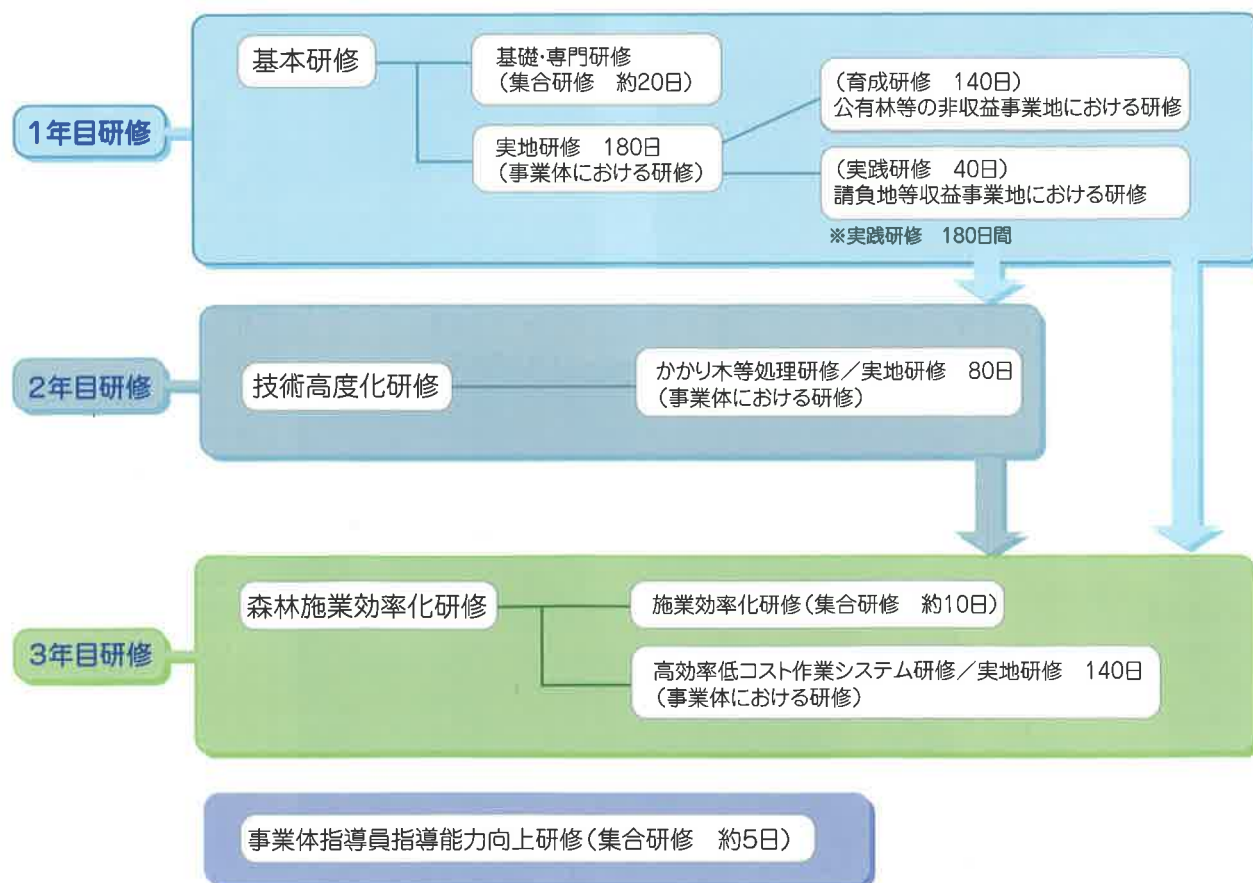 1年目研修
基本研修
基礎・専門研修
(集合研修 約20日)
実地研修 180日
(事業体における研修)
(育成研修 140日)
公有林等の非収益事業地における研修
(実践研修 40日)
請負地等収益事業地における研修
※実践研修 180日間
2年目研修
技術高度化研修
かかり木等処理研修／実地研修 80日
(事業体における研修)
3年目研修
森林施業効率化研修
施業効率化研修(集合研修 約10日)
高効率低コスト作業システム研修／実地研修 140日
(事業体における研修)
事業体指導員指導能力向上研修(集合研修 約5日)